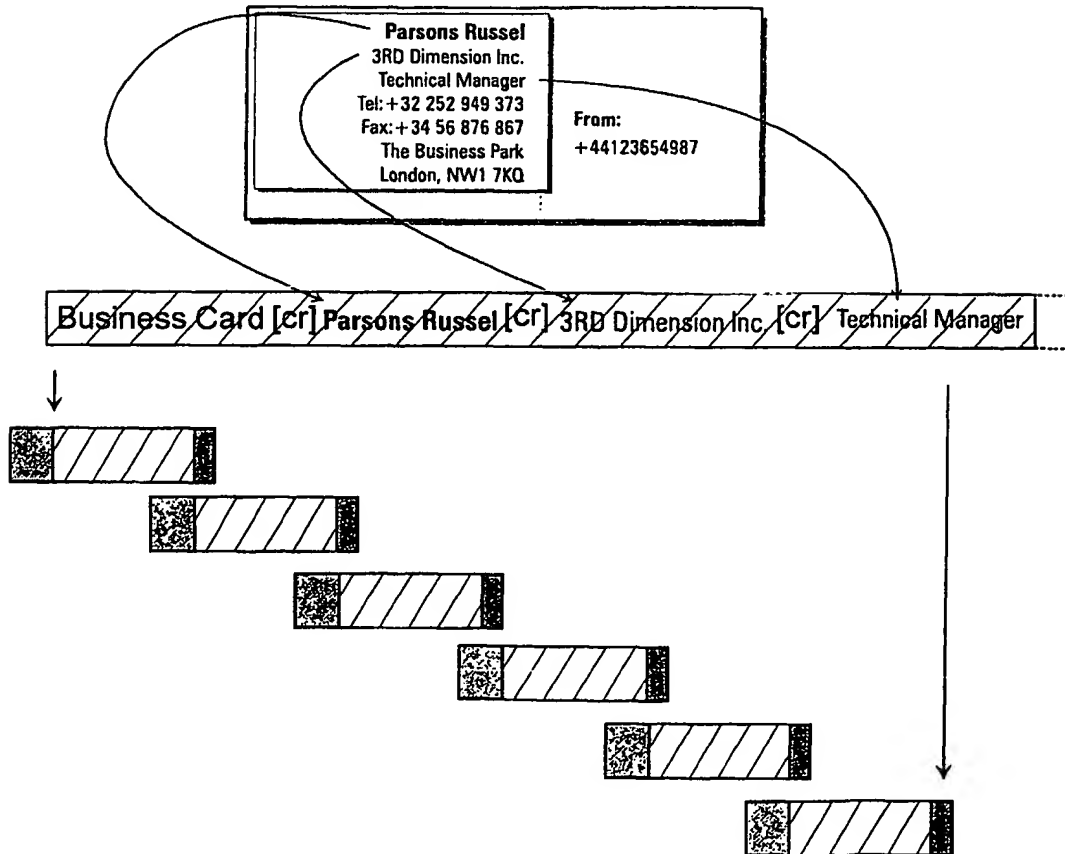 Parsons Russel
3RD Dimension Inc.
Technical Manager
Tel:+32 252 949 373
Fax:+34 56 876 867
The Business Park
London, NW1 7KQ
From:
+44123654987
Business Card [cr] Parsons Russel [cr] 3RD Dimension Inc. [cr] Technical Manager